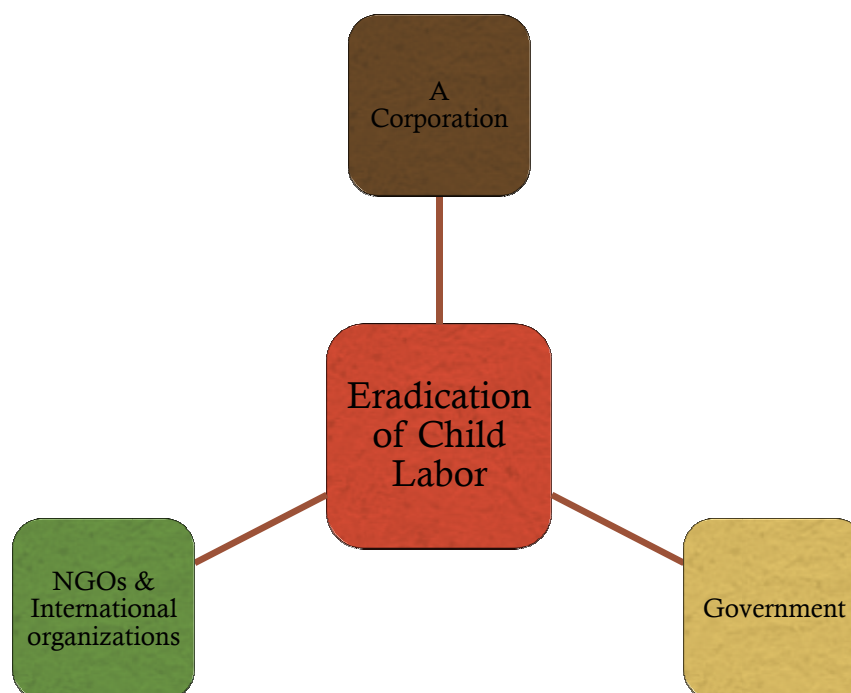 A
Corporation
Eradication
of Child
Labor
NGOs &
International
organizations
Government